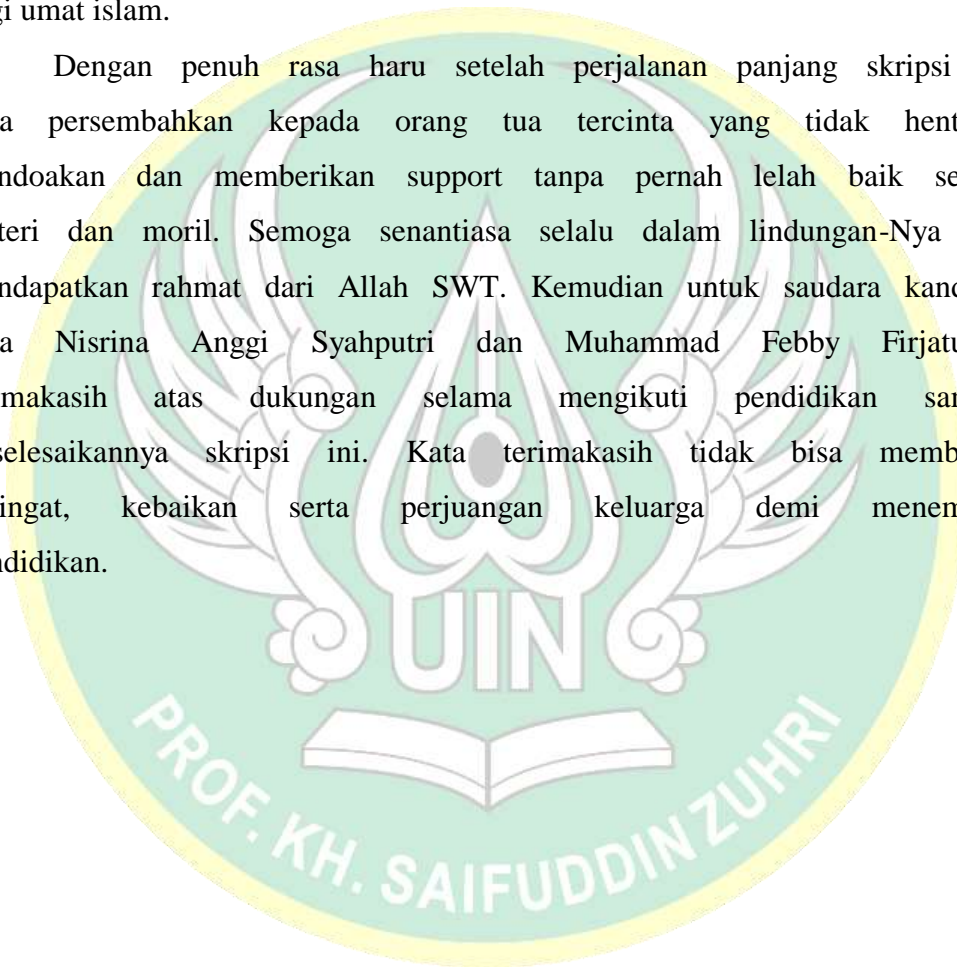 gi umat islam.
Dengan penuh rasa haru setelah perjalanan panjang skripsi
a persembahkan kepada orang tua tercinta yang tidak hent
ndoakan dan memberikan support tanpa pernah lelah baik se
teri dan moril. Semoga senantiasa selalu dalam lindungan-Nya
ndapatkan rahmat dari Allah SWT. Kemudian untuk saudara kand
a Nisrina Anggi Syahputri dan Muhammad Febby Firjatu
makasih atas dukungan selama mengikuti pendidikan sar
selesaikannya skripsi ini. Kata terimakasih tidak bisa memb
ingat, kebaikan serta perjuangan keluarga demi menem
ndidikan.
UIN
PROF. KH. SAIFUDDIN ZUHRI